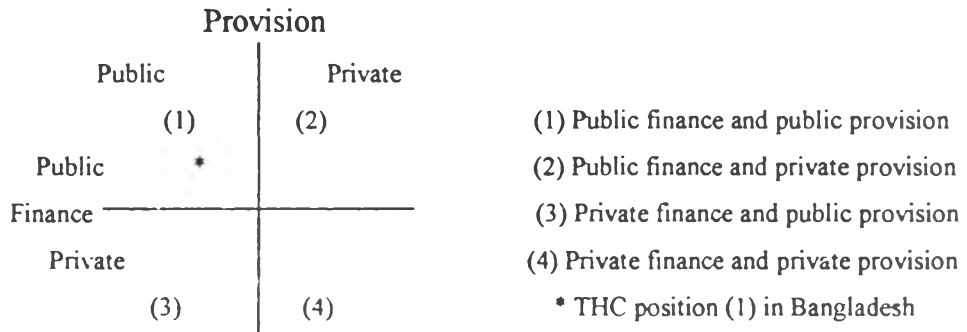 Provision
Public Private
(1) (2)
Public *
Finance
Private
(3) (4)
(1) Public finance and public provision
(2) Public finance and private provision
(3) Private finance and public provision
(4) Private finance and private provision
* THC position (1) in Bangladesh